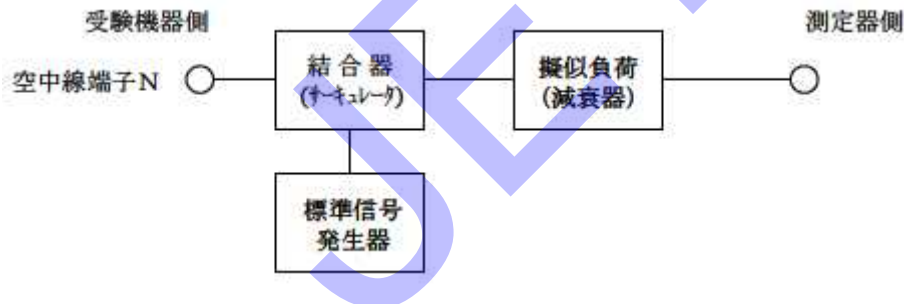 受験機器側
測定器側
空中線端子N
結合器
(ｻｰｷｭﾚｰﾀ)
擬似負荷
(減衰器)
標準信号
発生器
JET